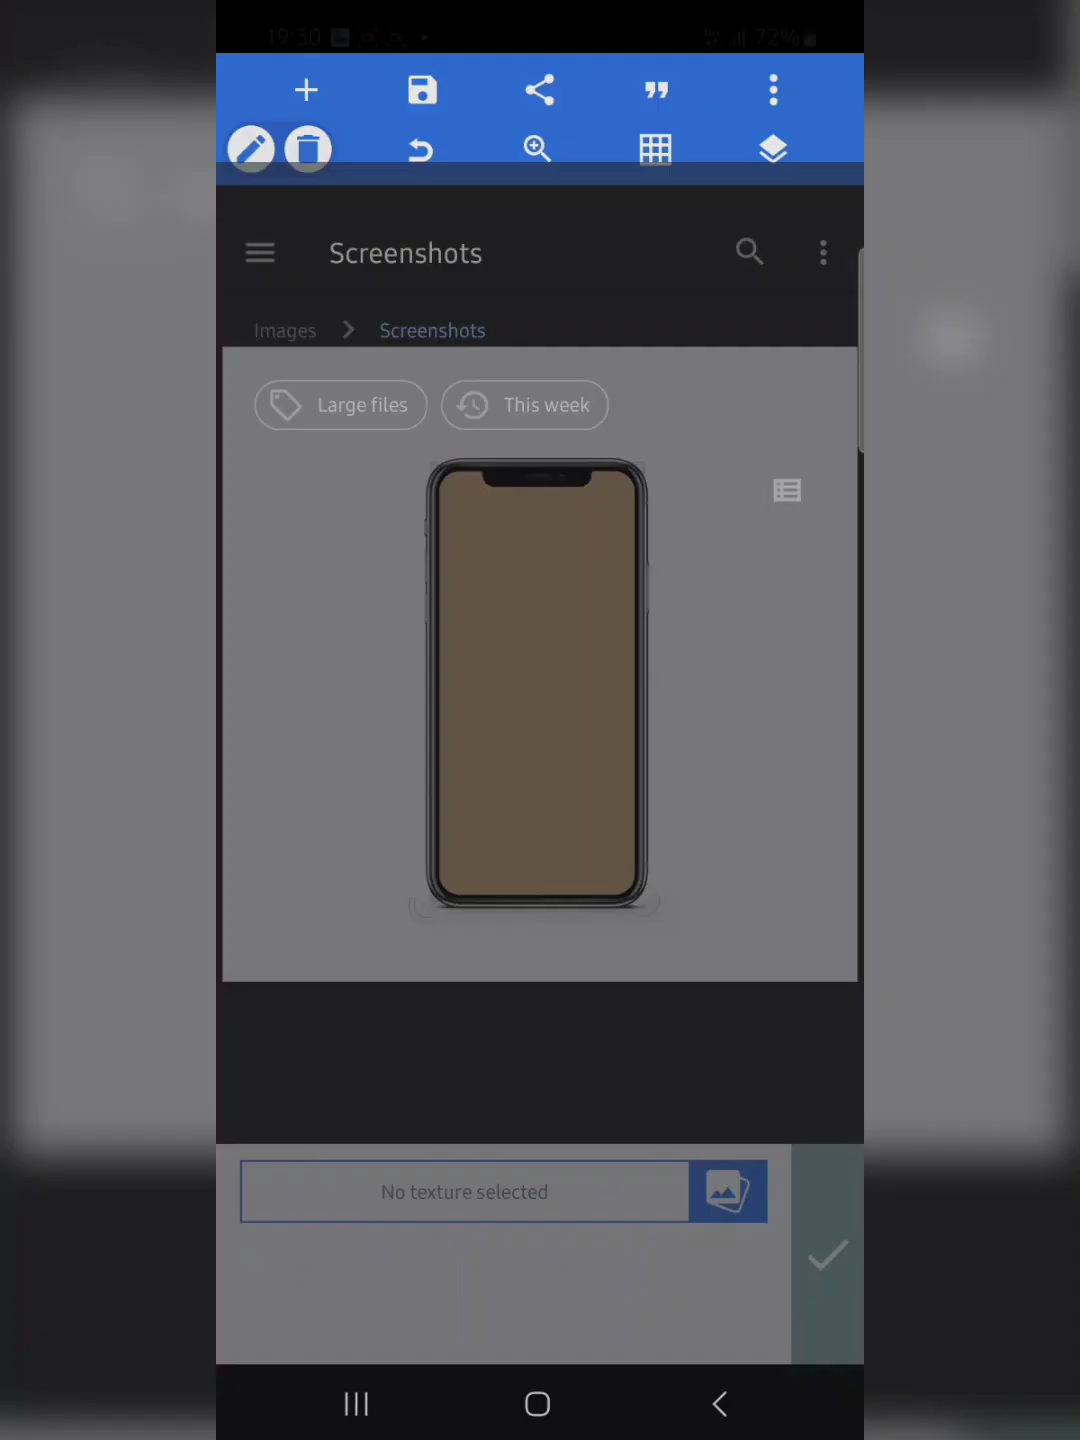 19:30 72%
Screenshots
Images Screenshots
Large files This week
No texture selected